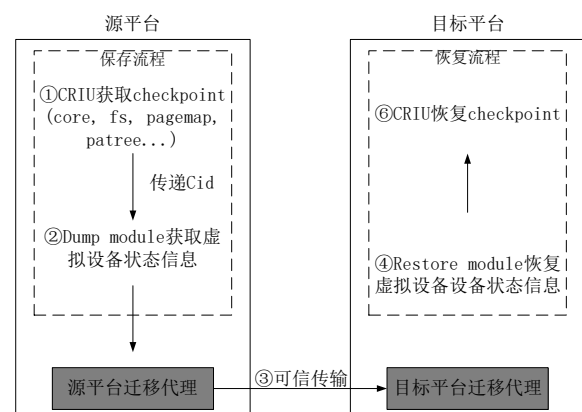 源平台
目标平台
保存流程
①CRIU获取checkpoint
(core, fs, pagemap,
patree...)
传递Cid
②Dump module获取虚
拟设备状态信息
源平台迁移代理
③可信传输
恢复流程
⑥CRIU恢复checkpoint
④Restore module恢复
虚拟设备设备状态信息
目标平台迁移代理